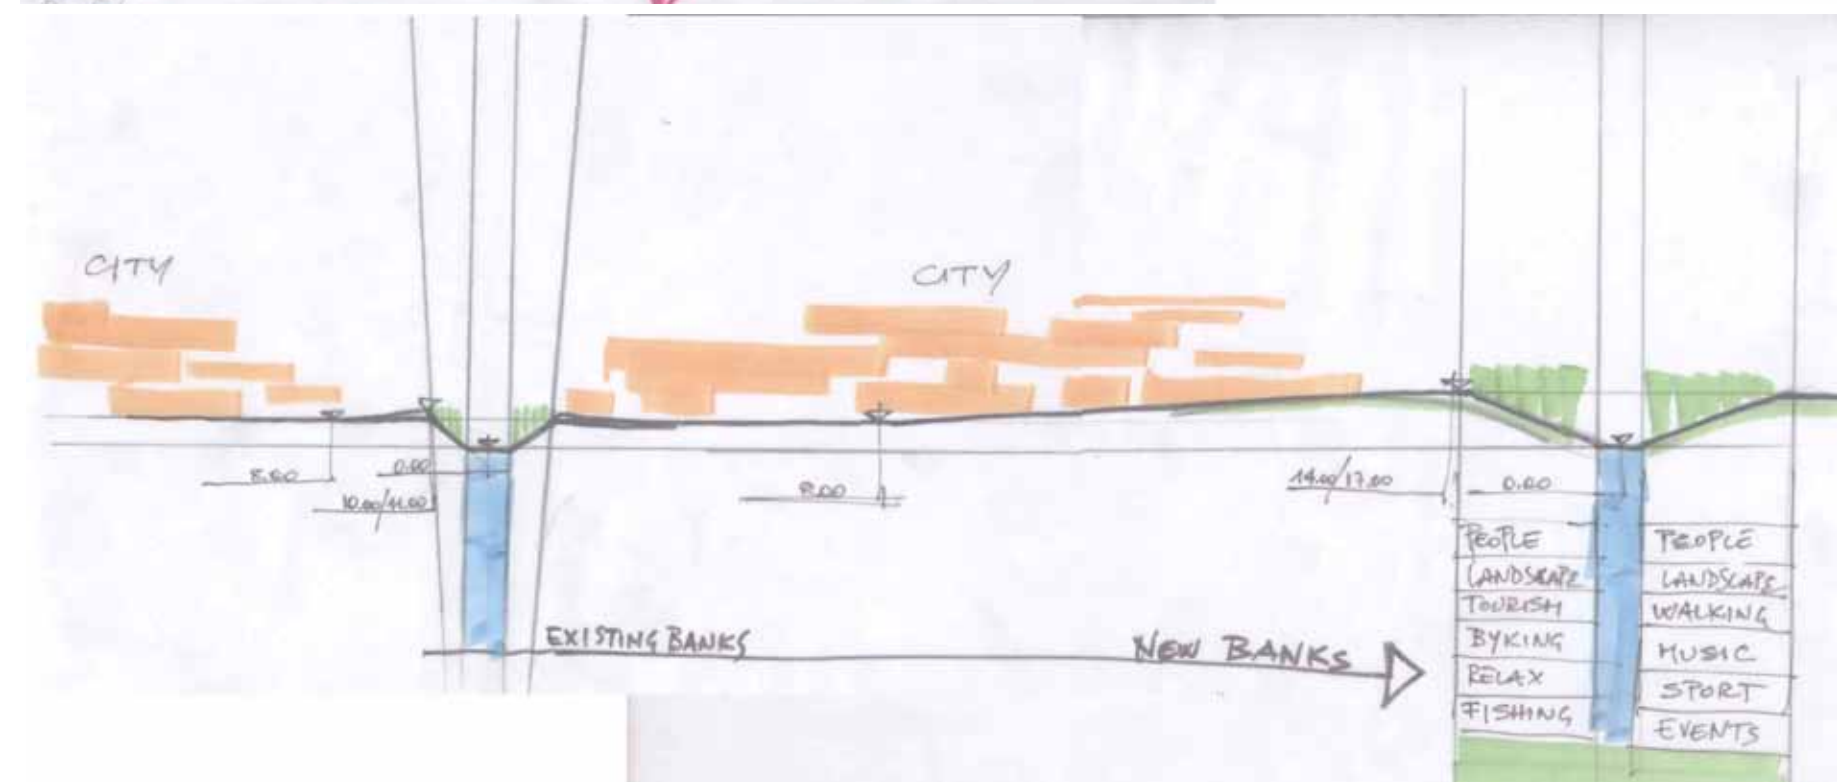 CITY
CITY
8.00
0.00
10.00/11.00
8.00
14.00/17.00
0.00
EXISTING BANKS
NEW BANKS
PEOPLE
LANDSCAPE
TOURISM
BYKING
RELAX
FISHING
PEOPLE
LANDSCAPE
WALKING
MUSIC
SPORT
EVENTS